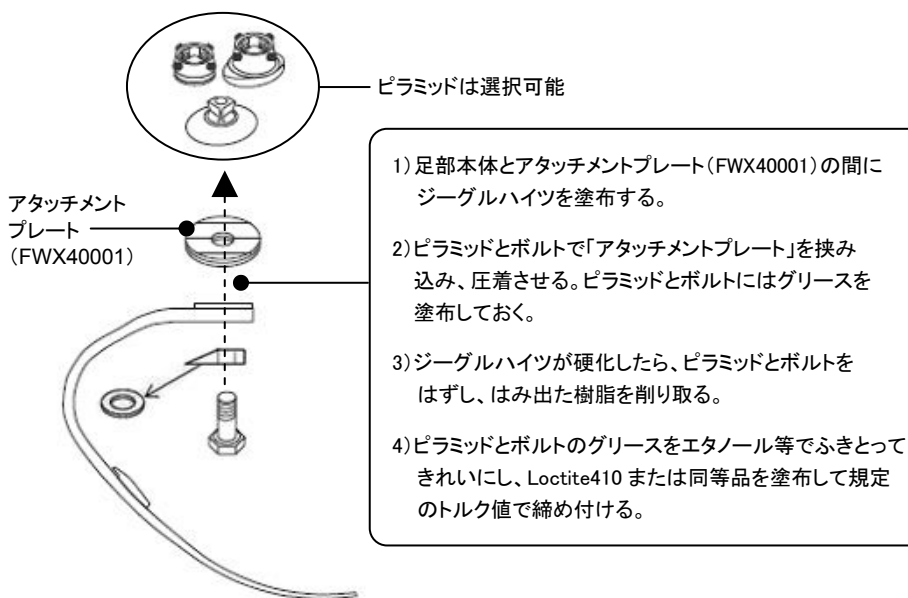 ピラミッドは選択可能
アタッチメント
プレート
（FWX40001）
1）足部本体とアタッチメントプレート（FWX40001）の間に
ジーグルハイツを塗布する。
2）ピラミッドとボルトで「アタッチメントプレート」を挟み
込み、圧着させる。ピラミッドとボルトにはグリースを
塗布しておく。
3）ジーグルハイツが硬化したら、ピラミッドとボルトを
はずし、はみ出た樹脂を削り取る。
4）ピラミッドとボルトのグリースをエタノール等でふきとって
きれいにし、Loctite410 または同等品を塗布して規定
のトルク値で締め付ける。